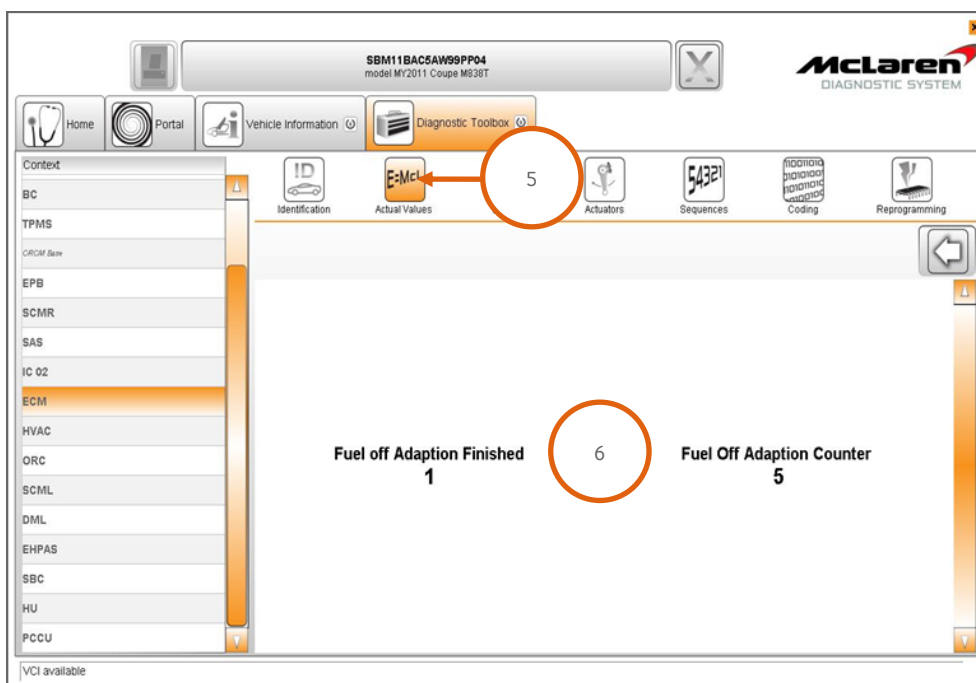 SBM11BAC5AW99PP04
model MY2011 Coupe M838T
X
McLaren
DIAGNOSTIC SYSTEM
Home
Portal
Vehicle Information
Diagnostic Toolbox
Context
BC
TPMS
CRCM Base
EPB
SCMR
SAS
IC 02
ECM
HVAC
ORC
SCML
DML
EHPAS
SBC
HU
PCCU
ID
Identification
E=McL
Actual Values
5
Actuators
54321
Sequences
Coding
Reprogramming
Fuel off Adaption Finished
1
6
Fuel Off Adaption Counter
5
VCI available